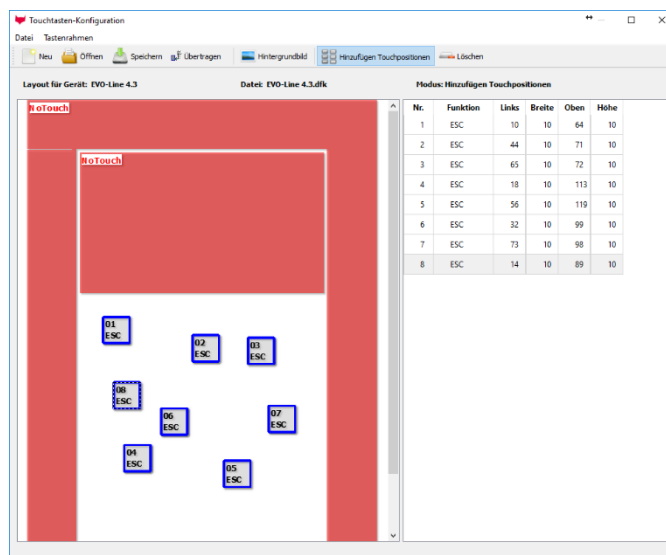 Touchtasten-Konfiguration
Datei Tastenrahmen
Neu Öffnen Speichern Übertragen Hintergrundbild Hinzufügen Touchpositionen Löschen
Layout für Gerät: EVO-Line 4.3 Datei: EVO-Line 4.3.dfk Modus: Hinzufügen Touchpositionen
NoTouch
NoTouch
01
ESC
02
ESC
03
ESC
08
ESC
06
ESC
07
ESC
04
ESC
05
ESC
Nr. Funktion Links Breite Oben Höhe
1 ESC 10 10 64 10
2 ESC 44 10 71 10
3 ESC 65 10 72 10
4 ESC 18 10 113 10
5 ESC 56 10 119 10
6 ESC 32 10 99 10
7 ESC 73 10 98 10
8 ESC 14 10 89 10